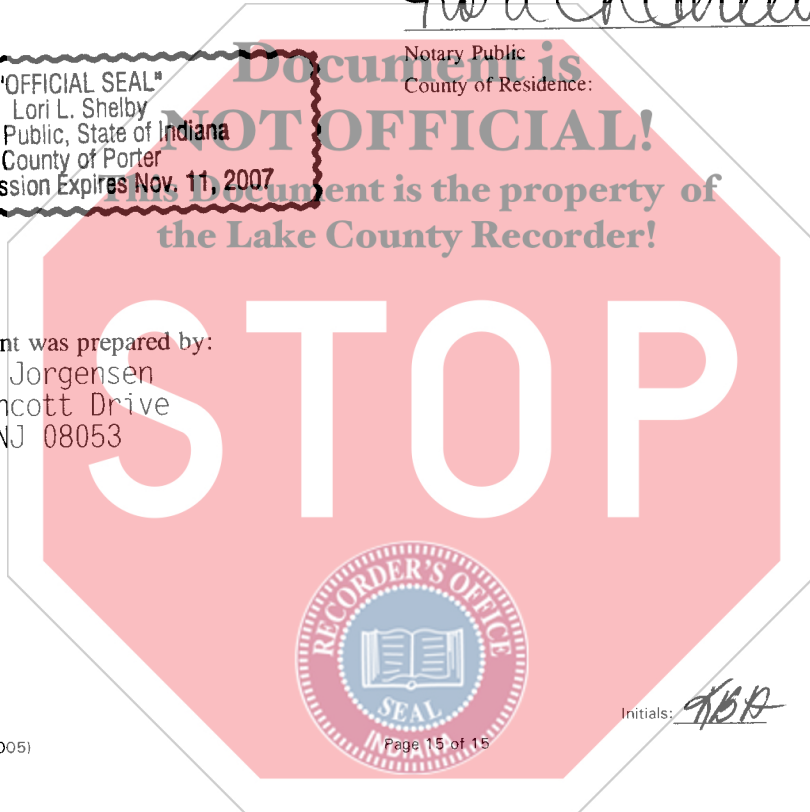 Document is
Notary Public
County of Residence:
NOT OFFICIAL!
This Document is the property of
the Lake County Recorder!
"OFFICIAL SEAL"
Lori L. Shelby
Public, State of Indiana
County of Porter
ssion Expires Nov. 11, 2007
STOP
nt was prepared by:
Jorgensen
ncott Drive
NJ 08053
RECORDER'S OFFICE
SEAL
INDIANA
Initials: KBA
005)
Page 15 of 15